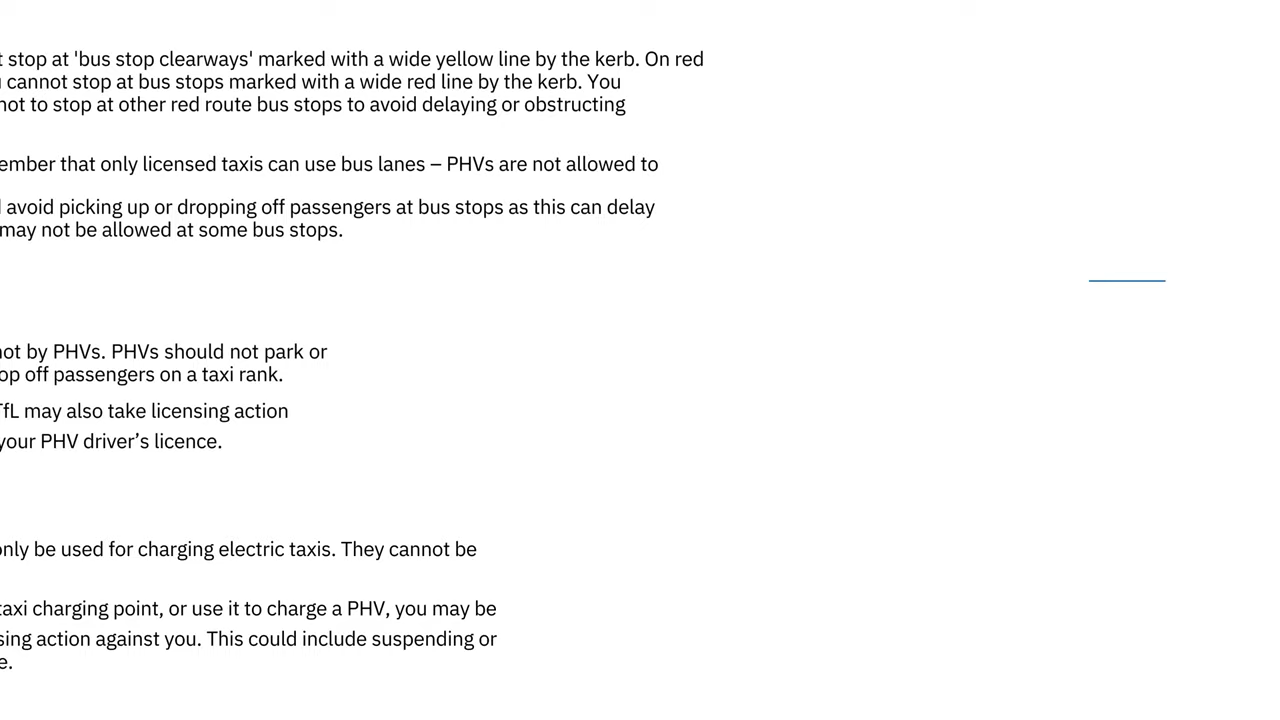 stop at 'bus stop clearways' marked with a wide yellow line by the kerb. On red
cannot stop at bus stops marked with a wide red line by the kerb. You
not to stop at other red route bus stops to avoid delaying or obstructing
ember that only licensed taxis can use bus lanes – PHVs are not allowed to
avoid picking up or dropping off passengers at bus stops as this can delay
may not be allowed at some bus stops.
not by PHVs. PHVs should not park or
op off passengers on a taxi rank.
TfL may also take licensing action
your PHV driver’s licence.
only be used for charging electric taxis. They cannot be
taxi charging point, or use it to charge a PHV, you may be
sing action against you. This could include suspending or
e.